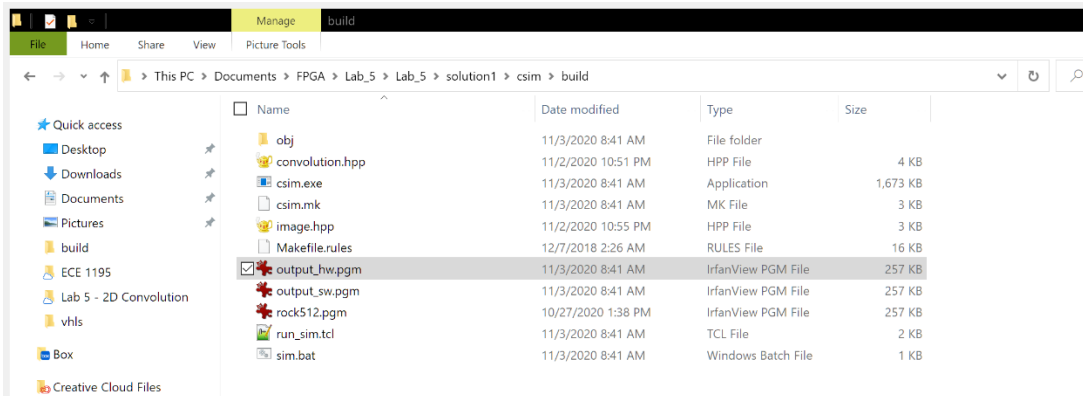 Manage build
File Home Share View Picture Tools
This PC > Documents > FPGA > Lab_5 > Lab_5 > solution1 > csim > build
Name Date modified Type Size
Quick access
Desktop
Downloads
Documents
Pictures
build
ECE 1195
Lab 5 - 2D Convolution
vhls
Box
Creative Cloud Files
obj 11/3/2020 8:41 AM File folder
convolution.hpp 11/2/2020 10:51 PM HPP File 4 KB
csim.exe 11/3/2020 8:41 AM Application 1,673 KB
csim.mk 11/3/2020 8:41 AM MK File 3 KB
image.hpp 11/2/2020 10:55 PM HPP File 3 KB
Makefile.rules 12/7/2018 2:26 AM RULES File 16 KB
output_hw.pgm 11/3/2020 8:41 AM IrfanView PGM File 257 KB
output_sw.pgm 11/3/2020 8:41 AM IrfanView PGM File 257 KB
rock512.pgm 10/27/2020 1:38 PM IrfanView PGM File 257 KB
run_sim.tcl 11/3/2020 8:41 AM TCL File 2 KB
sim.bat 11/3/2020 8:41 AM Windows Batch File 1 KB